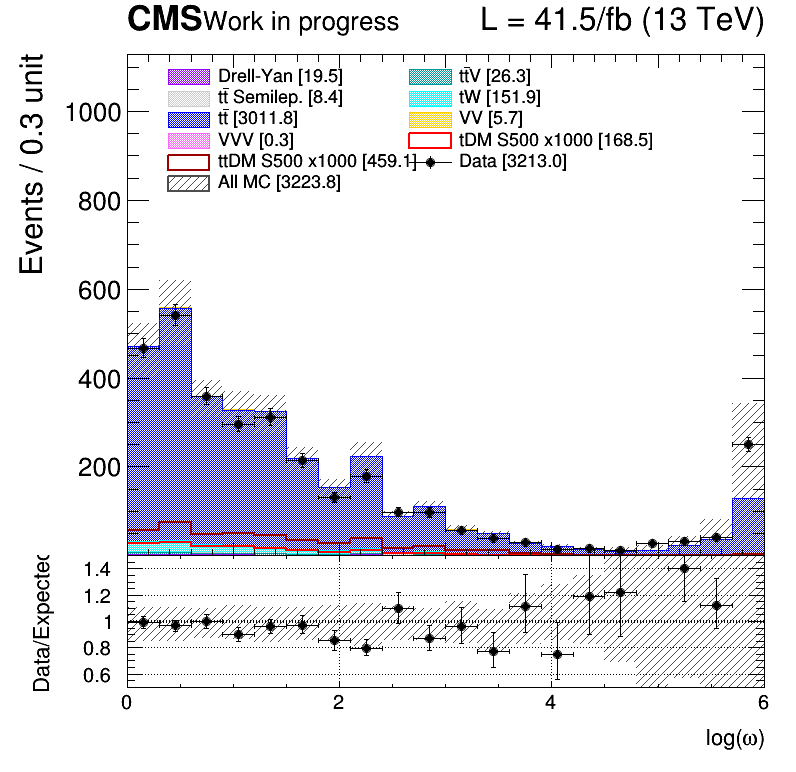 CMS Work in progress L = 41.5/fb (13 TeV)
Events / 0.3 unit
1000
800
600
400
200
Drell-Yan [19.5] tt̄V [26.3]
tt̄ Semilep. [8.4] tW [151.9]
tt̄ [3011.8] VV [5.7]
VVV [0.3] tDM S500 x1000 [168.5]
ttDM S500 x1000 [459.1] Data [3213.0]
All MC [3223.8]
Data/Expected
1.4
1.2
1
0.8
0.6
0 2 4 6
log(ω)